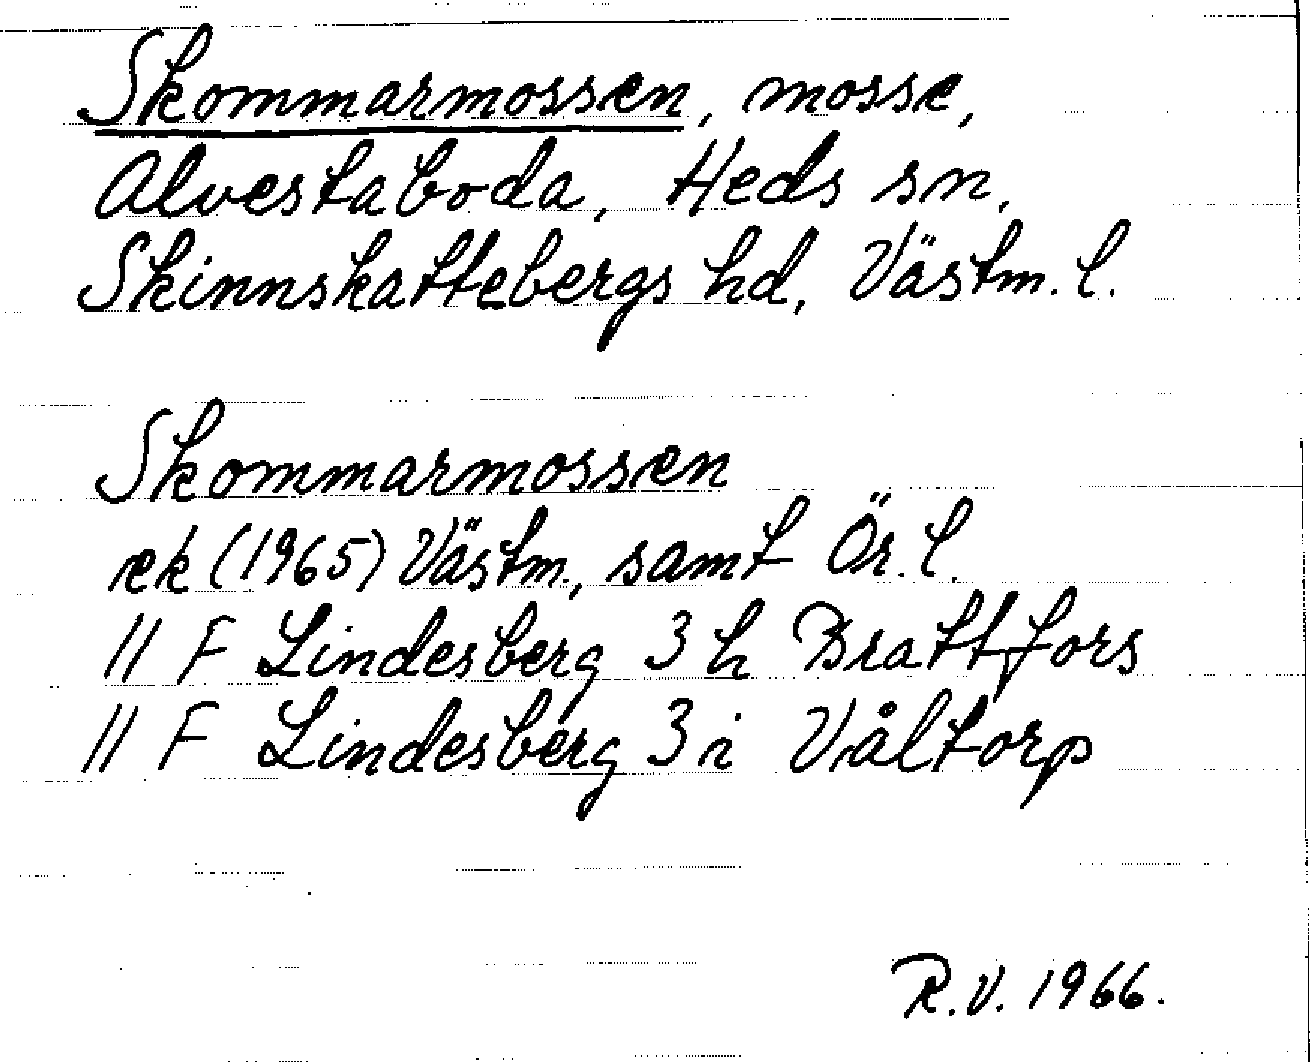 Skommarmossen, mosse,
Alvestaboda, Heds sn,
Skinnskattebergs hd, Västm. l.
Skommarmossen
ek (1965) Västm., samt Ör. l.
11 F Lindesberg 3 h Brattfors
11 F Lindesberg 3 i Våltorp
R.V. 1966.